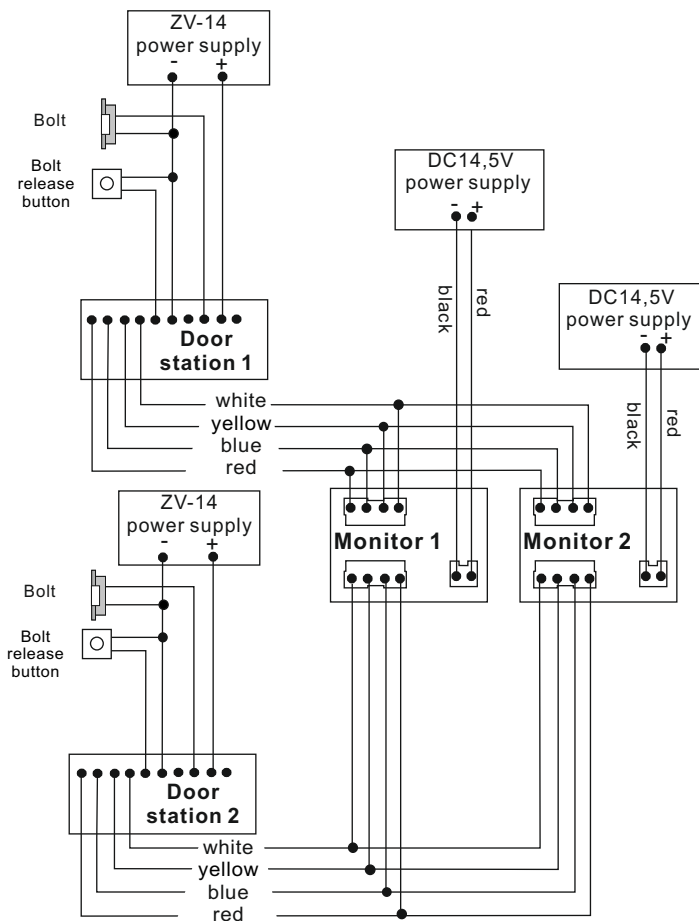 ZV-14
power supply
- +
Bolt
Bolt
release
button
DC14,5V
power supply
- +
black
red
DC14,5V
power supply
- +
black
red
Door
station 1
white
yellow
blue
red
ZV-14
power supply
- +
Monitor 1
Monitor 2
Bolt
Bolt
release
button
Door
station 2
white
yellow
blue
red